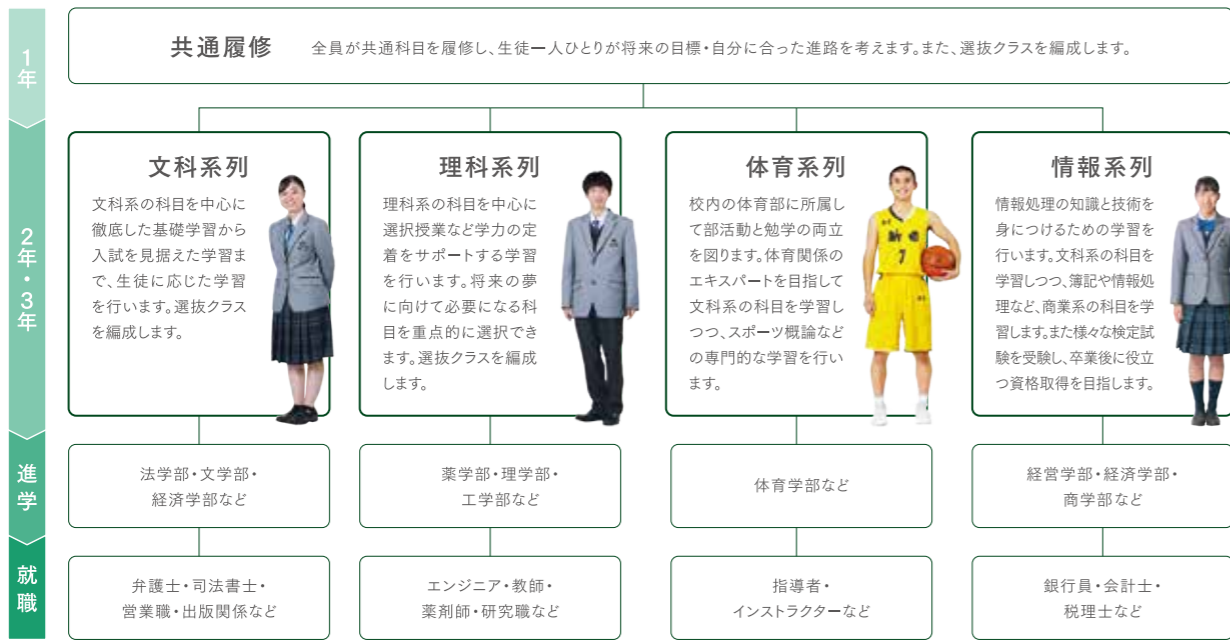 1年
共通履修
全員が共通科目を履修し、生徒一人ひとりが将来の目標・自分に合った進路を考えます。また、選抜クラスを編成します。
2年・3年
文科系列
文科系の科目を中心に
徹底した基礎学習から
入試を見据えた学習ま
で、生徒に応じた学習
を行います。選抜クラス
を編成します。
理科系列
理科系の科目を中心に
選択授業など学力の定
着をサポートする学習
を行います。将来の夢
に向けて必要になる科
目を重点的に選択でき
ます。選抜クラスを編成
します。
体育系列
校内の体育部に所属し
て部活動と勉学の両立
を図ります。体育関係の
エキスパートを目指して
文科系の科目を学習し
つつ、スポーツ概論など
の専門的な学習を行い
ます。
7
情報系列
情報処理の知識と技術を
身につけるための学習を
行います。文科系の科目を
学習しつつ、簿記や情報処
理など、商業系の科目を学
習します。また様々な検定試
験を受験し、卒業後に役立
つ資格取得を目指します。
進学
法学部・文学部・
経済学部など
薬学部・理学部・
工学部など
体育学部など
経営学部・経済学部・
商学部など
就職
弁護士・司法書士・
営業職・出版関係など
エンジニア・教師・
薬剤師・研究職など
指導者・
インストラクターなど
銀行員・会計士・
税理士など